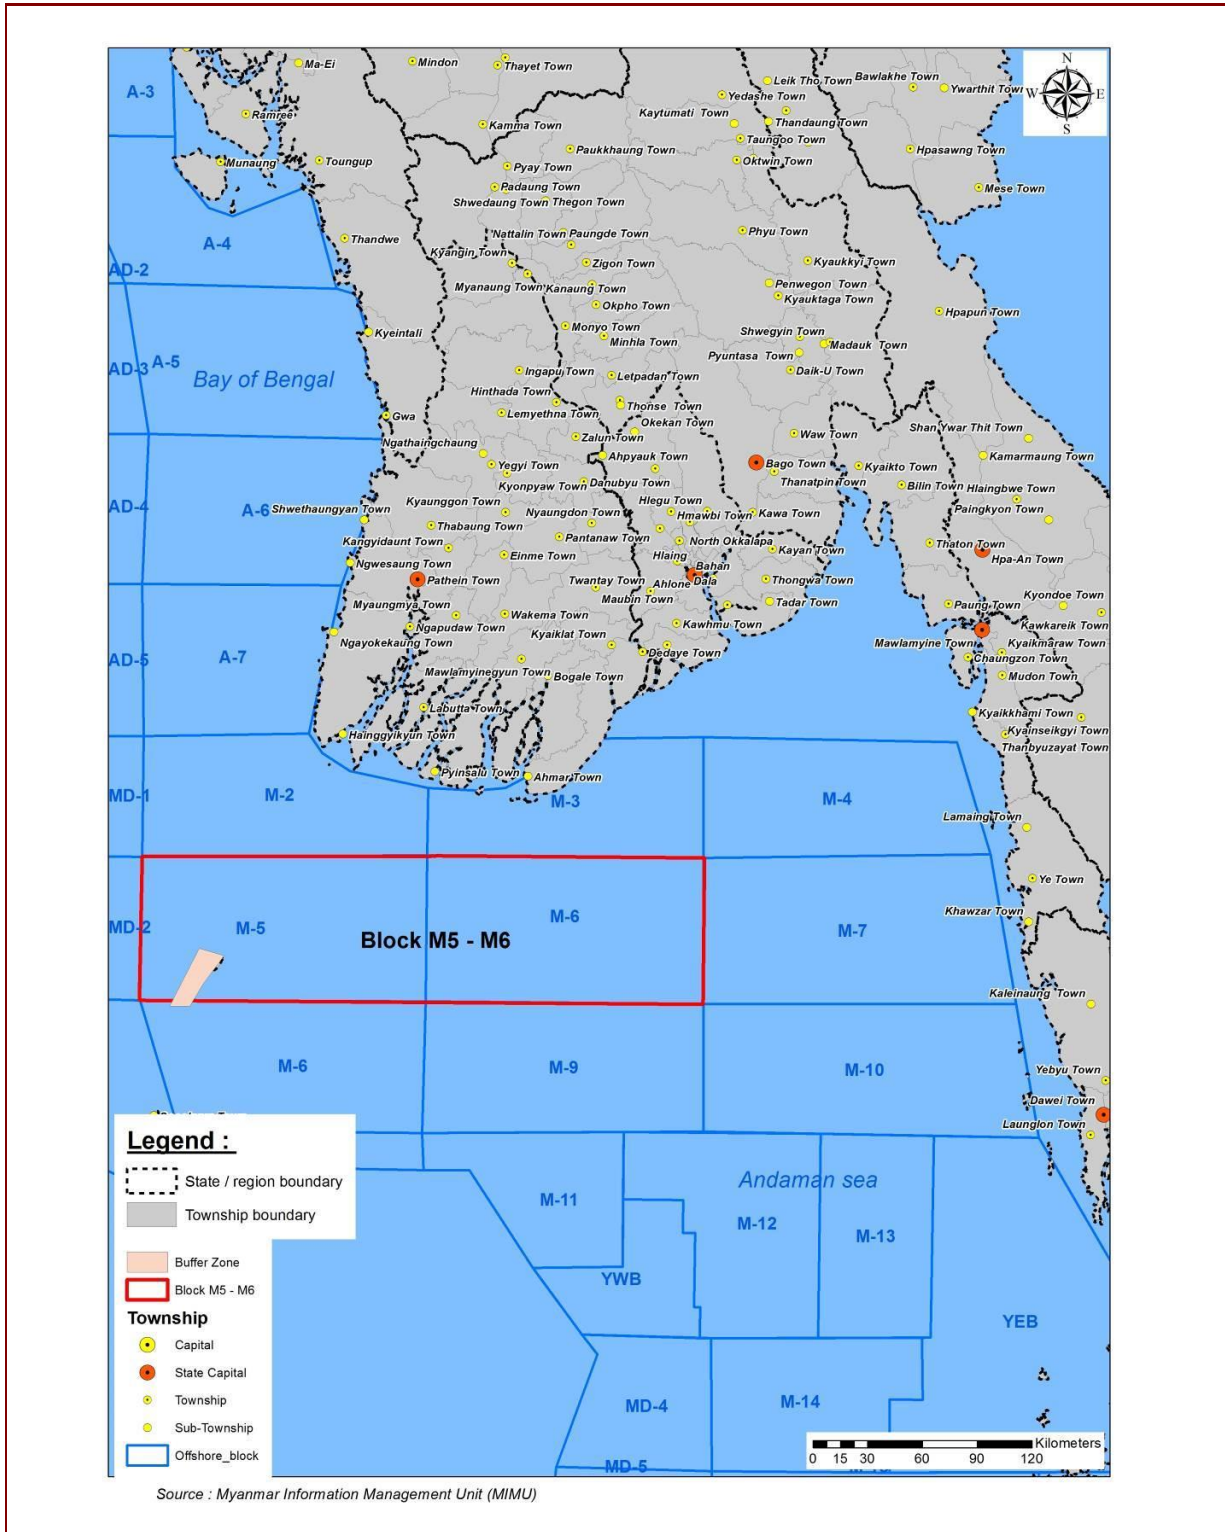 N
W E
S
A-3
Ma-Ei
Mindon
Thayet Town
Leik Tho Town
Bawlakhe Town
Ywarthit Town
Yedashe Town
Ramree
Kamma Town
Kaytumati Town
Thandaung Town
Taungoo Town
Munaung
Toungup
Paukkhaung Town
Oktwin Town
Hpasawng Town
Pyay Town
Padaung Town
Mese Town
Shwedaung Town
Thegon Town
A-4
Thandwe
Nattalin Town
Paungde Town
Phyu Town
AD-2
Kyangin Town
Zigon Town
Kyaukkyi Town
Myanaung Town
Kanaung Town
Penwegon Town
Kyauktaga Town
Okpho Town
Hpapun Town
Kyeintali
Monyo Town
Minhla Town
Shwegyin Town
Madauk Town
Pyuntasa Town
AD-3
A-5
Bay of Bengal
Ingapu Town
Letpadan Town
Daik-U Town
Hinthada Town
Thonse Town
Gwa
Lemyethna Town
Okekan Town
Shan Ywar Thit Town
Ngathaingchaung
Zalun Town
Waw Town
Ahpyauk Town
Kamarmaung Town
Yegyi Town
Bago Town
Kyaikto Town
Kyonpyaw Town
Danubyu Town
Thanatpin Town
Bilin Town
Hlaingbwe Town
AD-4
A-6
Shwethaungyan Town
Kyaunggon Town
Nyaungdon Town
Hlegu Town
Hmawbi Town
Kawa Town
Paingkyon Town
Thabaung Town
Kangyidaunt Town
Pantanaw Town
North Okkalapa
Thaton Town
Einme Town
Hlaing
Kayan Town
Hpa-An Town
Ngwesaung Town
Bahan
Pathein Town
Twantay Town
Ahlone
Dala
Thongwa Town
Maubin Town
Tadar Town
Kyondoe Town
Myaungmya Town
Paung Town
Wakema Town
Kawkareik Town
Ngapudaw Town
Kawhmu Town
Kyaiklat Town
Mawlamyine Town
Kyaikmaraw Town
Ngayokekaung Town
Dedaye Town
Chaungzon Town
AD-5
A-7
Mawlamyinegyun Town
Bogale Town
Mudon Town
Labutta Town
Kyaikkhami Town
Hainggyikyun Town
Kyainseikgyi Town
Thanbyuzayat Town
Pyinsalu Town
Ahmar Town
MD-1
M-2
M-3
M-4
Lamaing Town
Ye Town
Khawzar Town
MD-2
M-5
M-6
M-7
Block M5 - M6
Kaleinaung Town
M-6
M-9
M-10
Yebyu Town
Dawei Town
Launglon Town
Legend :
State / region boundary
Township boundary
Buffer Zone
Block M5 - M6
Township
Capital
State Capital
Township
Sub-Township
Offshore_block
Andaman sea
M-11
M-12
M-13
YWB
YEB
MD-4
M-14
MD-5
Kilometers
0 15 30 60 90 120
Source : Myanmar Information Management Unit (MIMU)